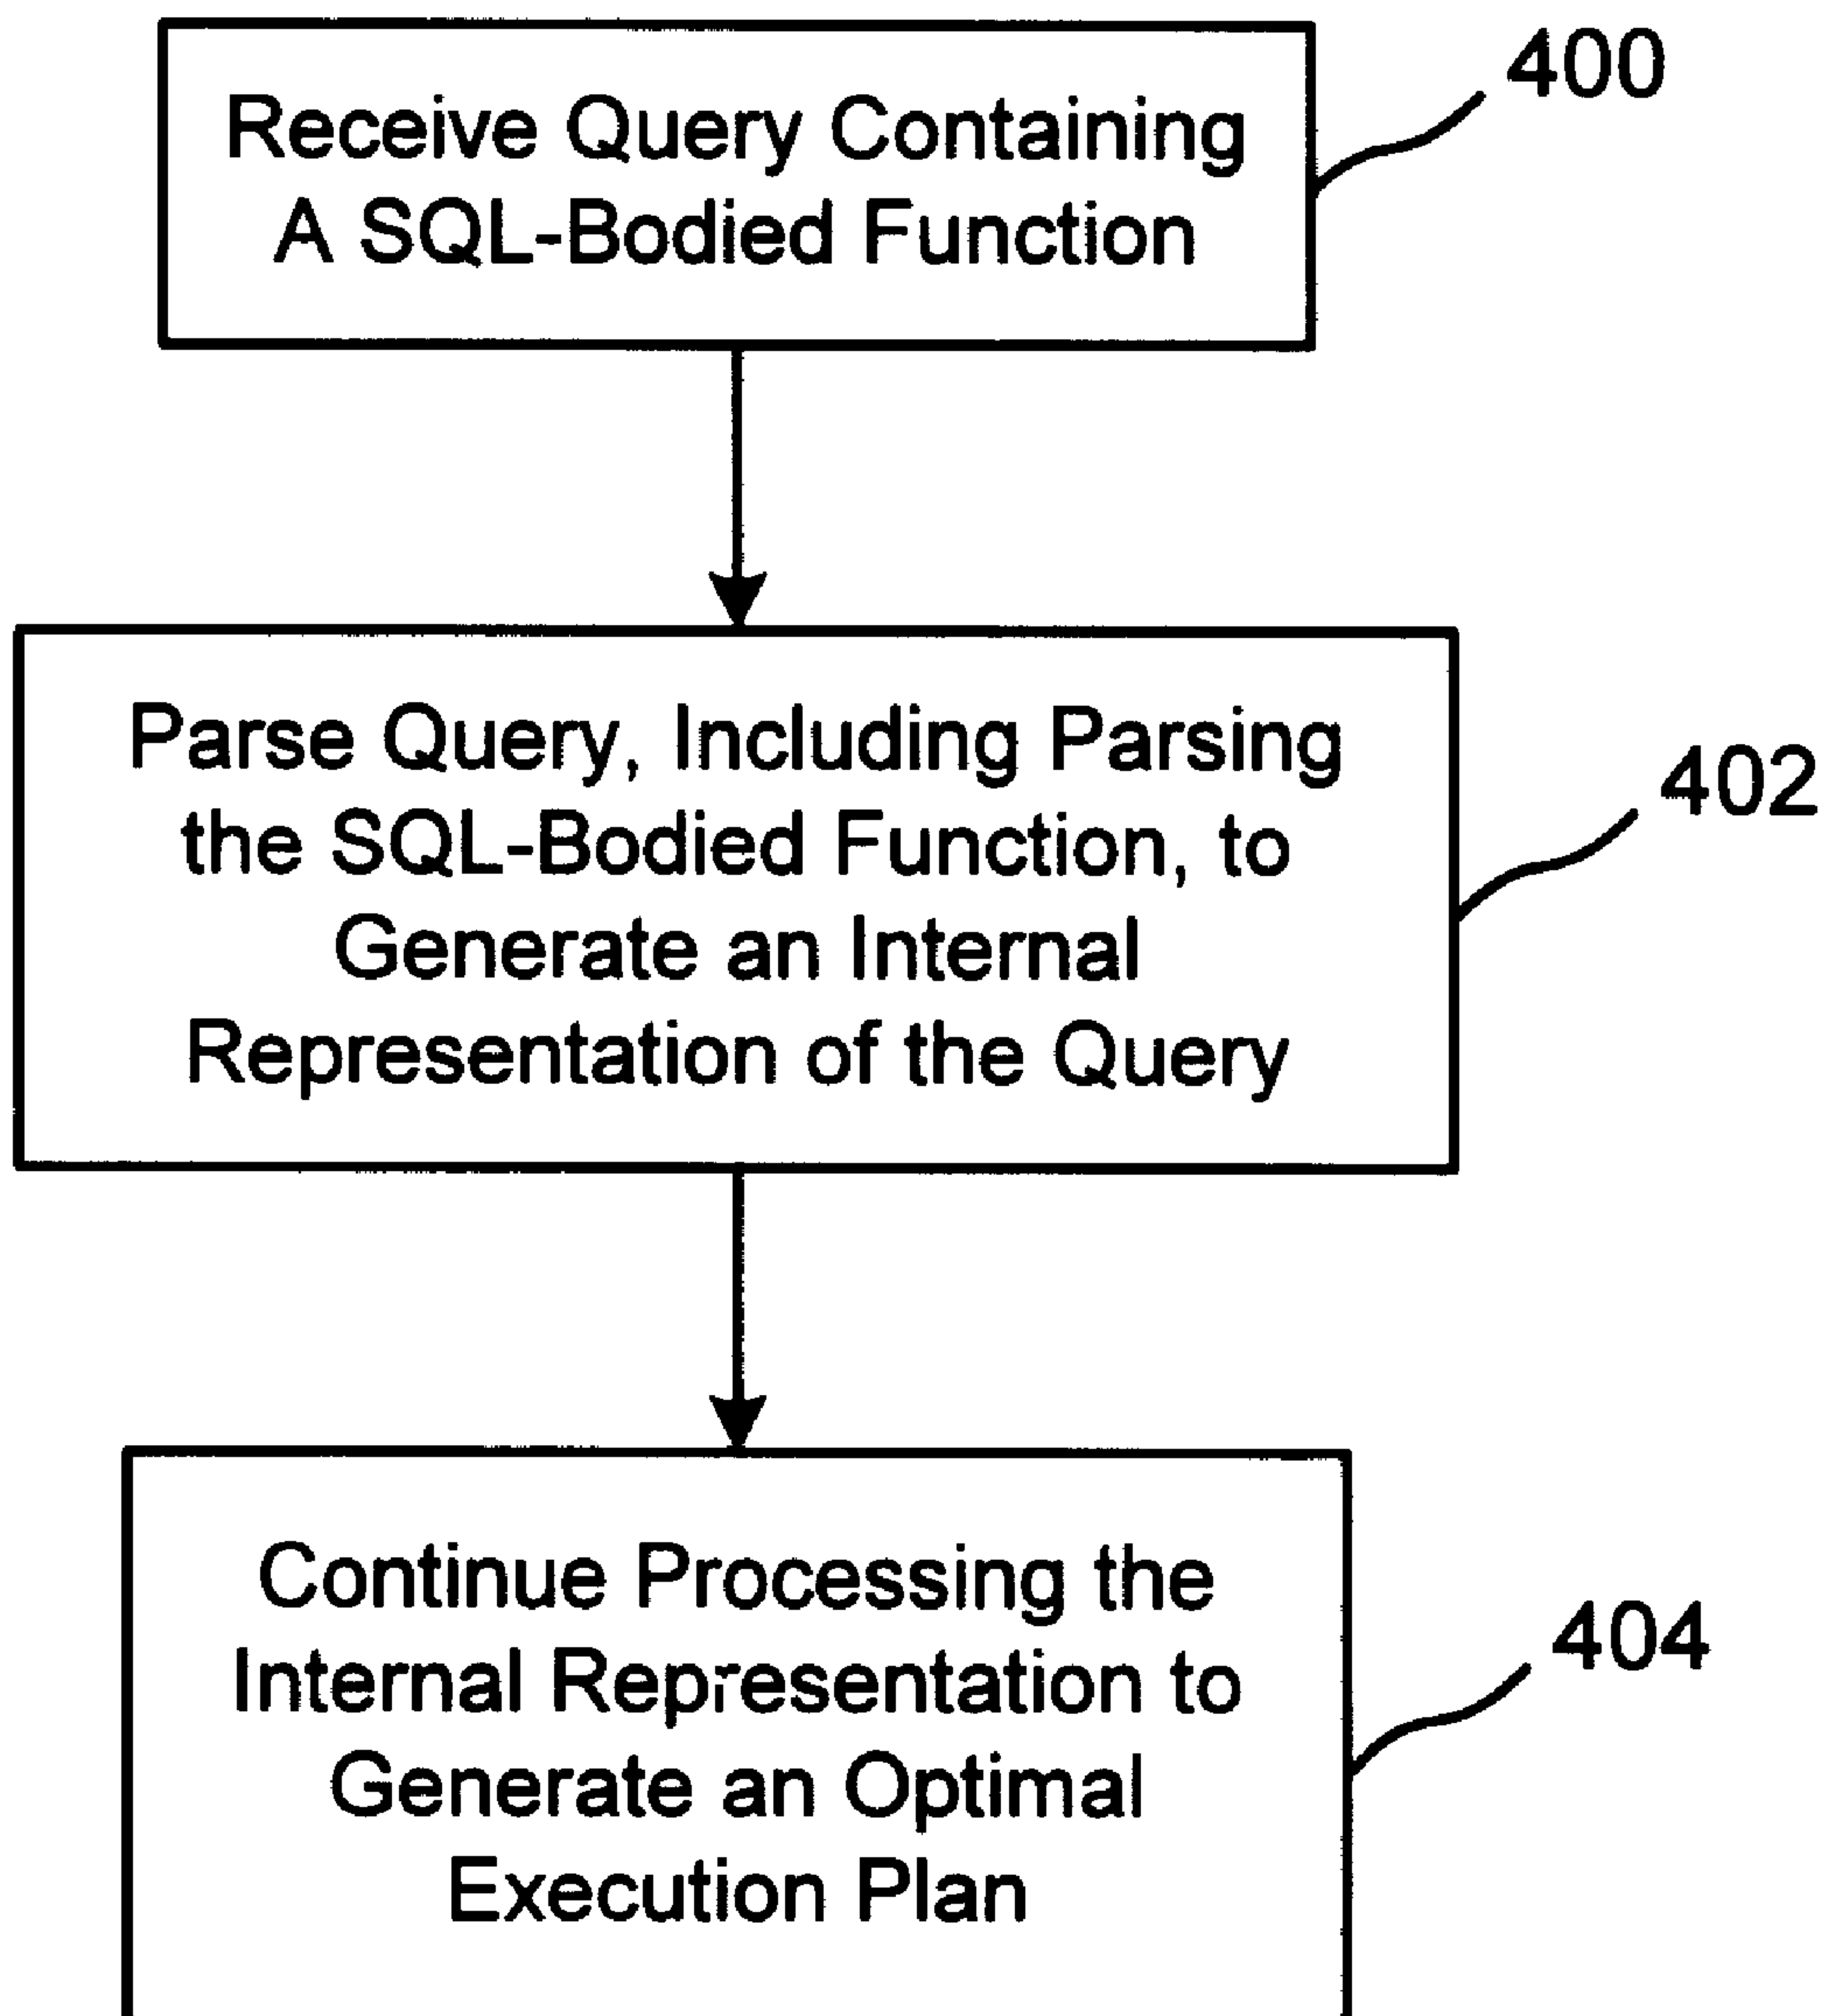 Receive Query Containing
A SQL-Bodied Function
400
Parse Query, Including Parsing
the SQL-Bodied Function, to
Generate an Internal
Representation of the Query
402
Continue Processing the
Internal Representation to
Generate an Optimal
Execution Plan
404